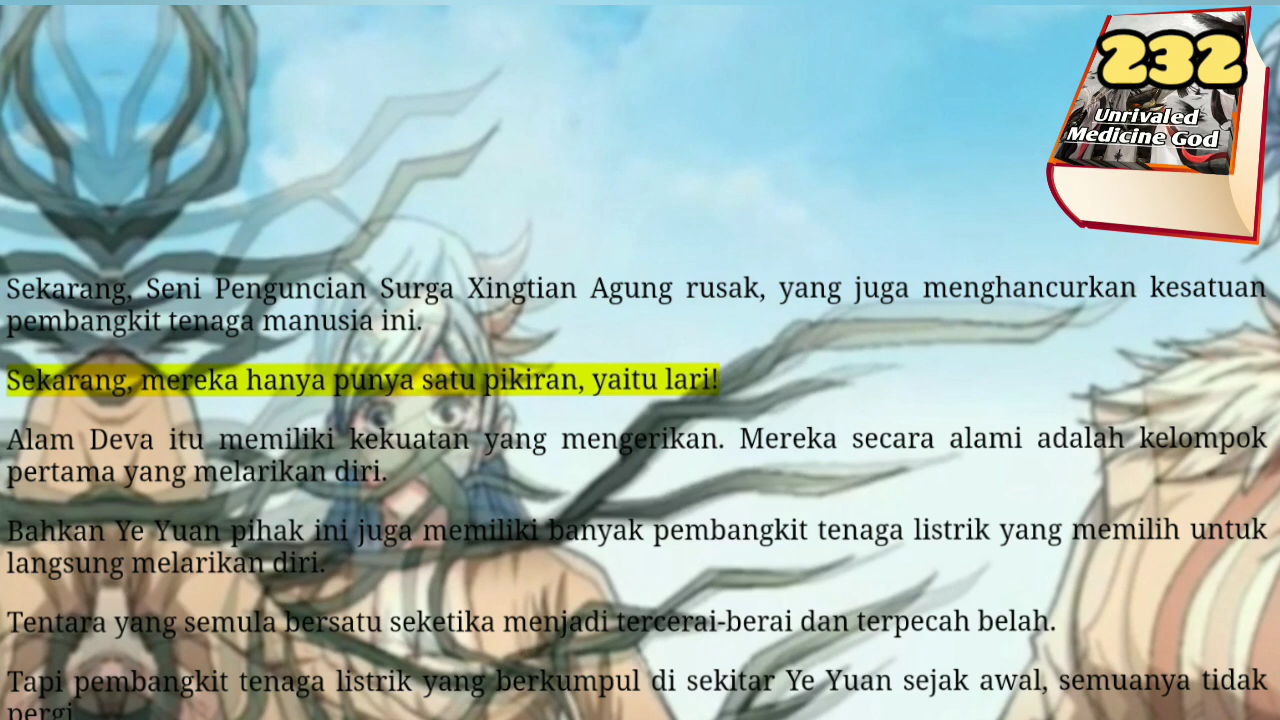 232
Unrivaled
Medicine God
Sekarang, Seni Penguncian Surga Xingtian Agung rusak, yang juga menghancurkan kesatuan
pembangkit tenaga manusia ini.
Sekarang, mereka hanya punya satu pikiran, yaitu lari!
Alam Deva itu memiliki kekuatan yang mengerikan. Mereka secara alami adalah kelompok
pertama yang melarikan diri.
Bahkan Ye Yuan pihak ini juga memiliki banyak pembangkit tenaga listrik yang memilih untuk
langsung melarikan diri.
Tentara yang semula bersatu seketika menjadi tercerai-berai dan terpecah belah.
Tapi pembangkit tenaga listrik yang berkumpul di sekitar Ye Yuan sejak awal, semuanya tidak
pergi.